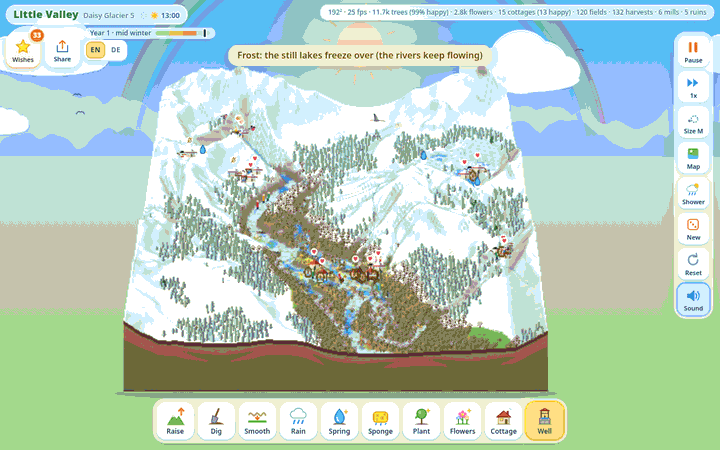 Little Valley Daisy Glacier 5 13:00
192² · 25 fps · 11.7k trees (99% happy) · 2.8k flowers · 15 cottages (13 happy) · 120 fields · 132 harvests · 6 mills · 5 ruins
Year 1 · mid winter
33
Wishes
Share
EN
DE
Frost: the still lakes freeze over (the rivers keep flowing)
Pause
1x
Size M
Map
Shower
New
Reset
Sound
Raise
Dig
Smooth
Rain
Spring
Sponge
Plant
Flowers
Cottage
Well